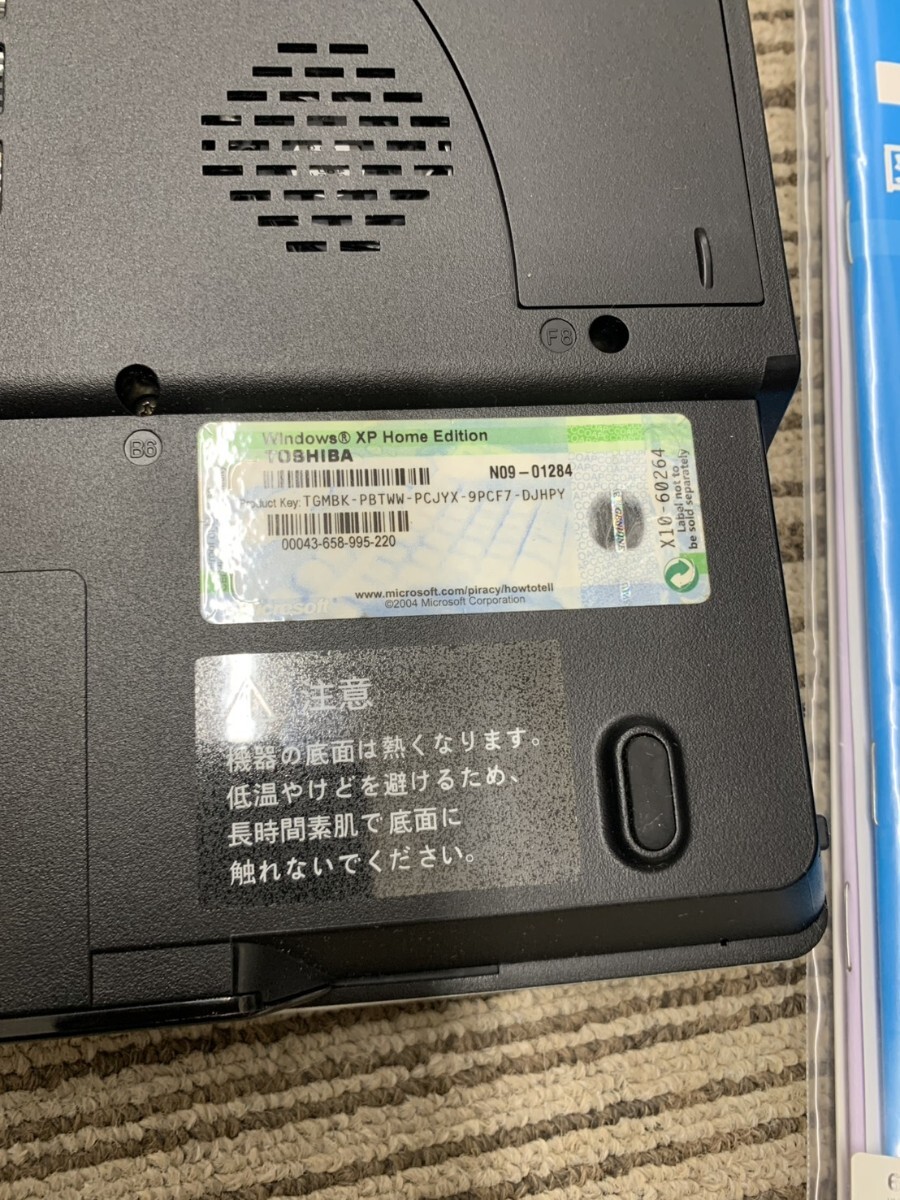 F8
B6
Windows® XP Home Edition
TOSHIBA
N09-01284
Product Key: TGMBK-PBTWW-PCJYX-9PCF7-DJHPY
00043-658-995-220
www.microsoft.com/piracy/howtotell
©2004 Microsoft Corporation
Microsoft
X10-60264
Label not to
be sold separately
注意
機器の底面は熱くなります。
低温やけどを避けるため、
長時間素肌で底面に
触れないでください。